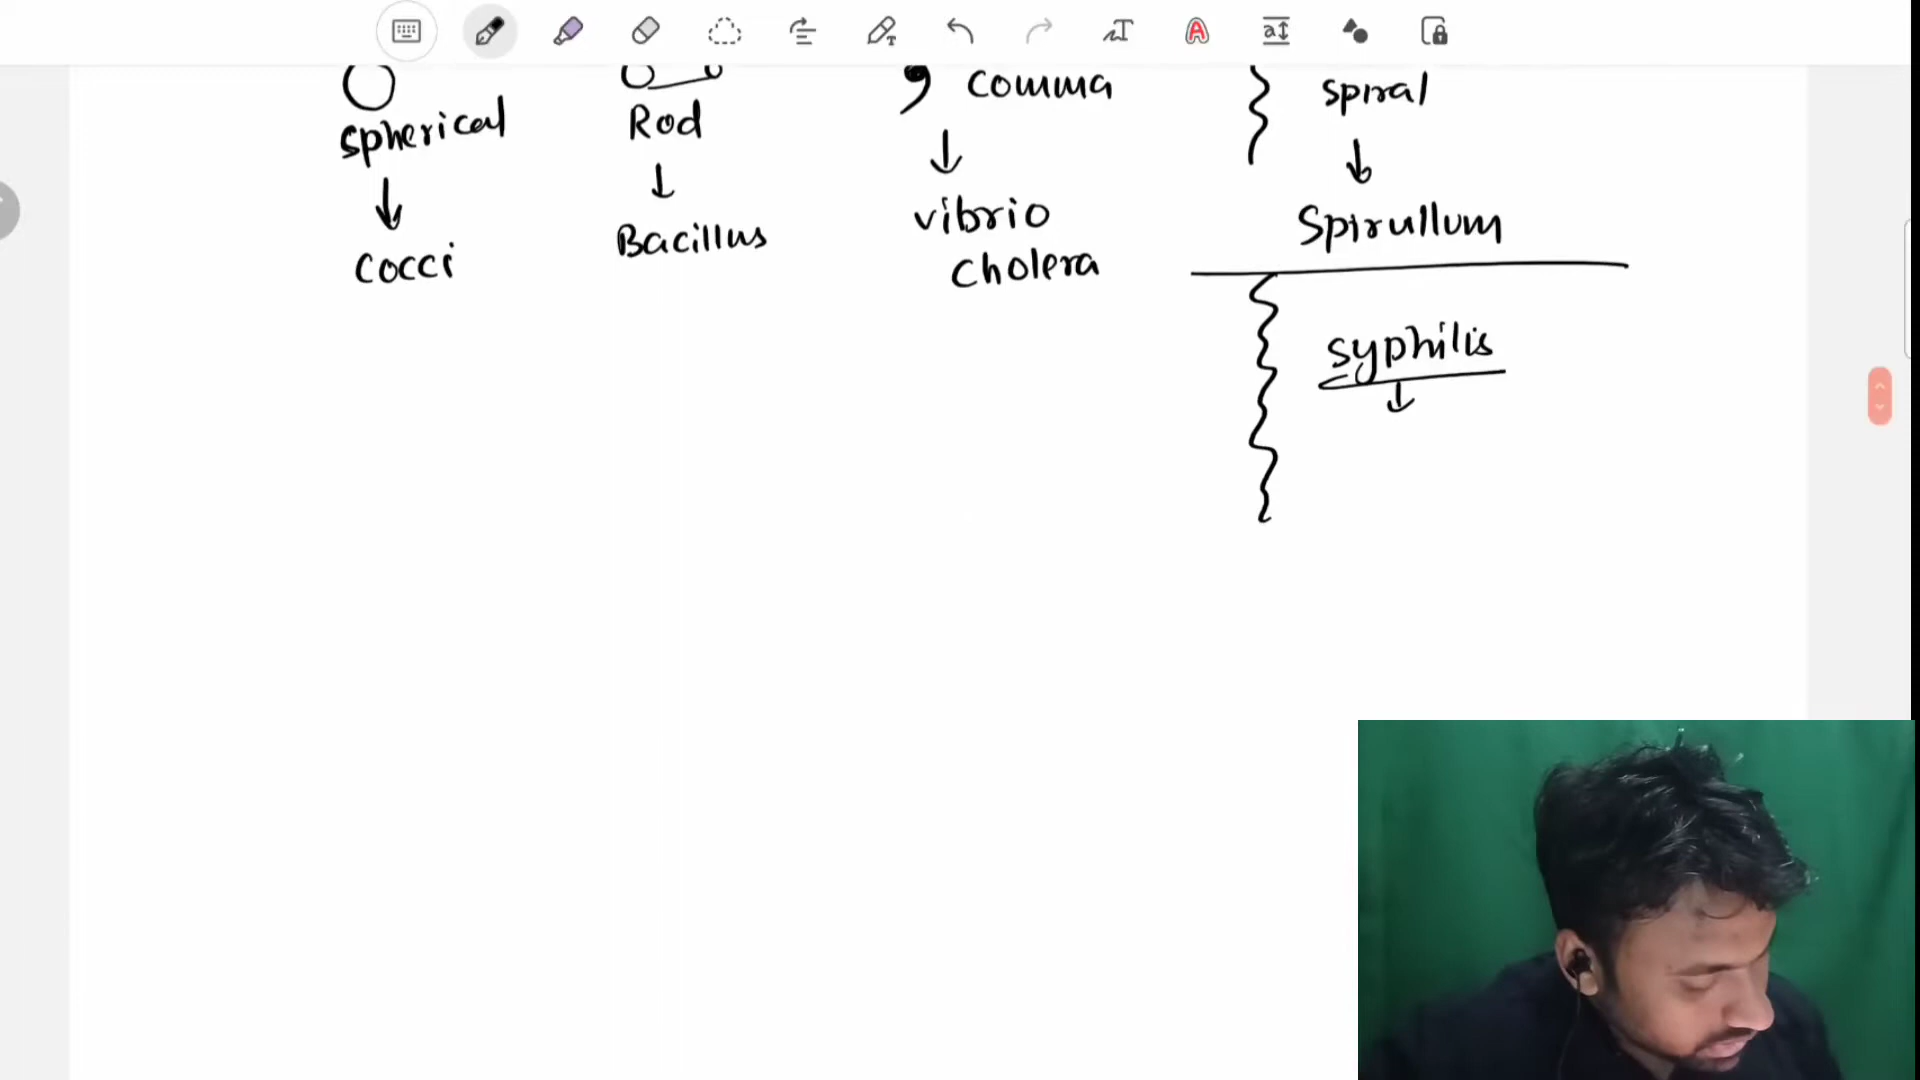 Spherical
↓
Cocci
Rod
↓
Bacillus
comma
↓
vibrio
cholera
spiral
↓
Spirullum
syphilis
↓